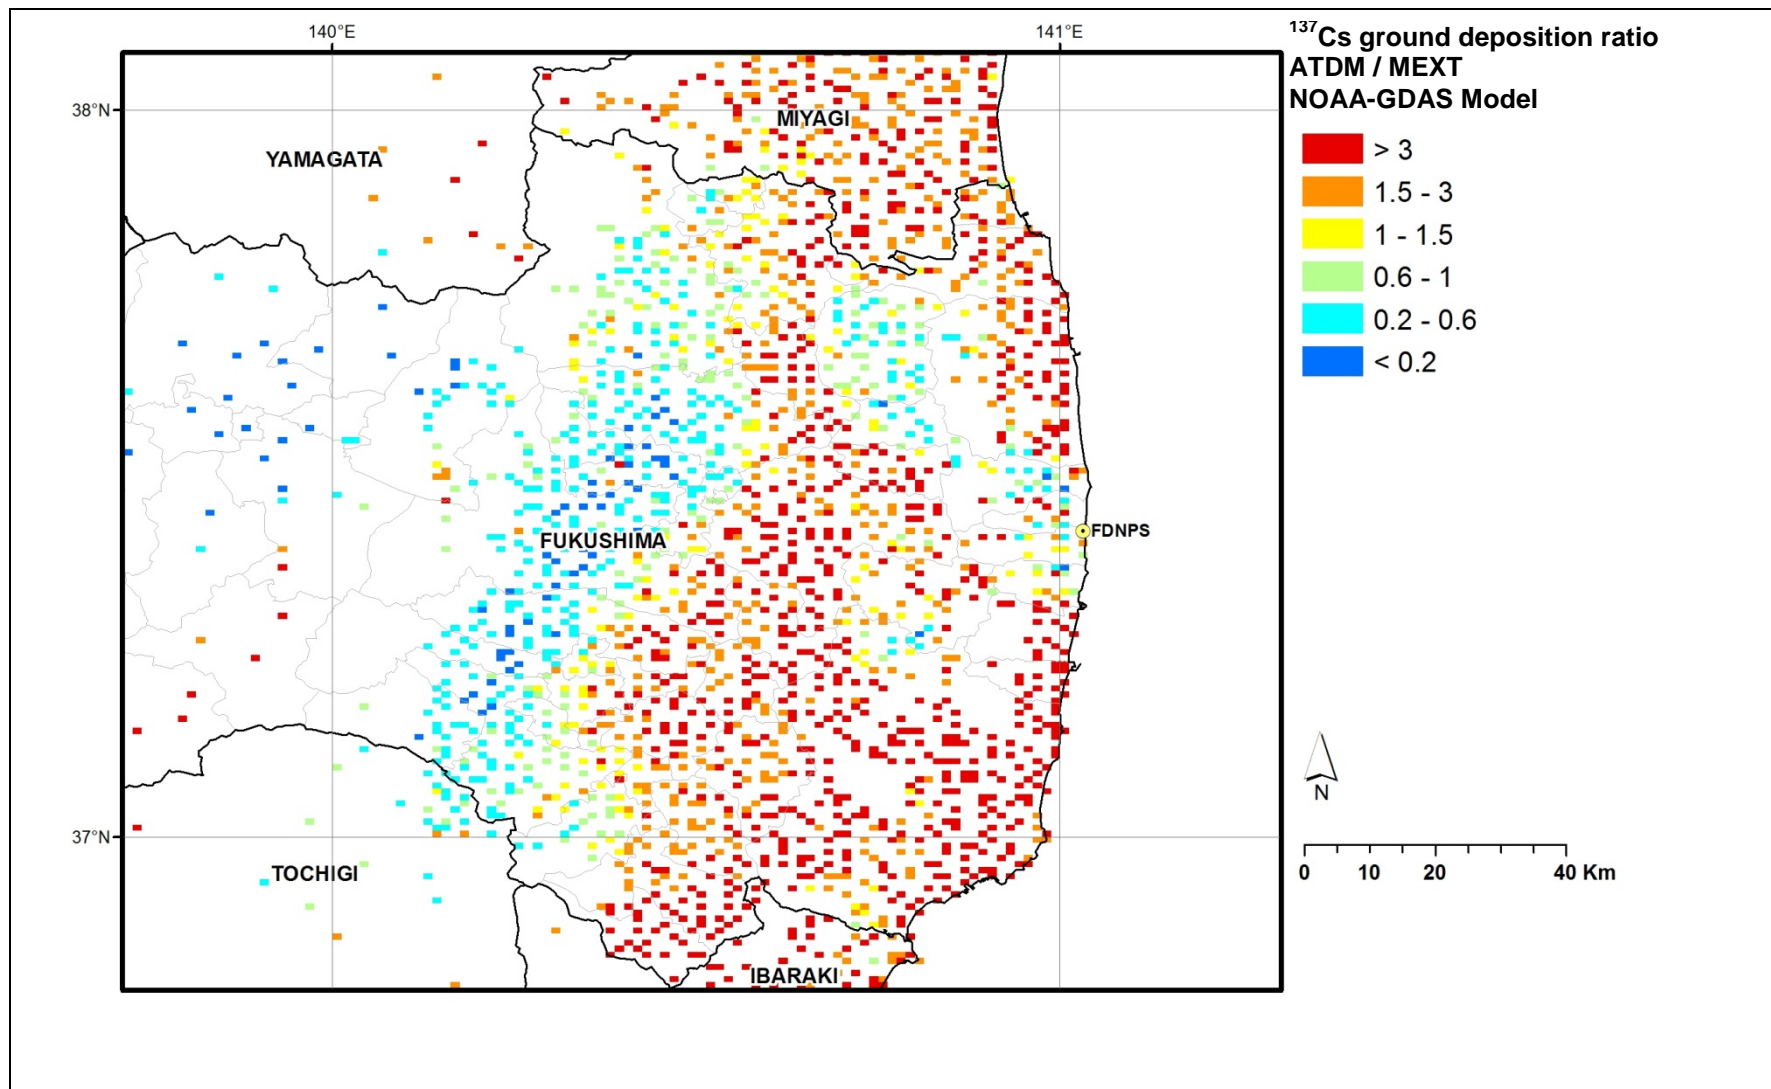 140°E
141°E
¹³⁷Cs ground deposition ratio
ATDM / MEXT
NOAA-GDAS Model
38°N
MIYAGI
YAMAGATA
> 3
1.5 - 3
1 - 1.5
0.6 - 1
0.2 - 0.6
< 0.2
FUKUSHIMA
FDNPS
N
37°N
0 10 20 40 Km
TOCHIGI
IBARAKI